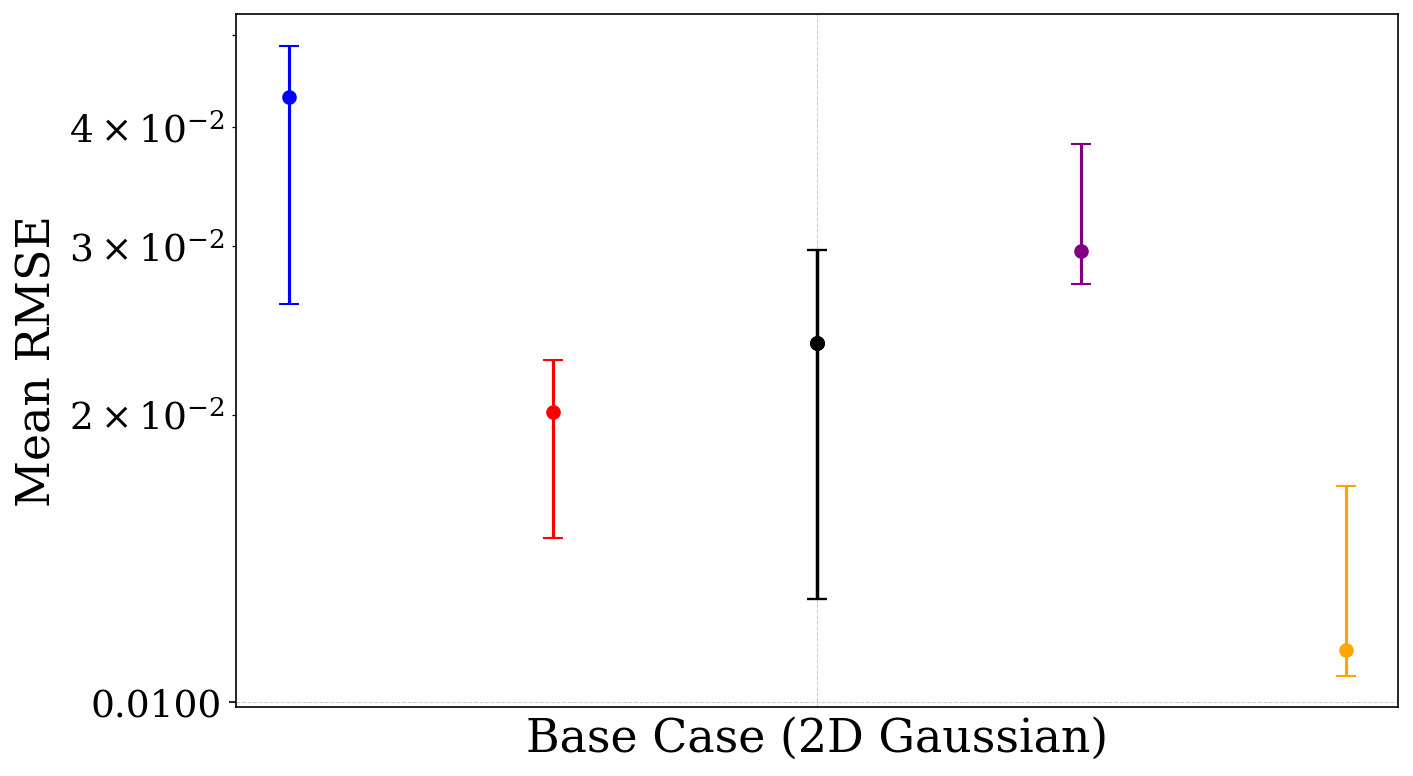 Mean RMSE
4 × 10⁻²
3 × 10⁻²
2 × 10⁻²
0.0100
Base Case (2D Gaussian)